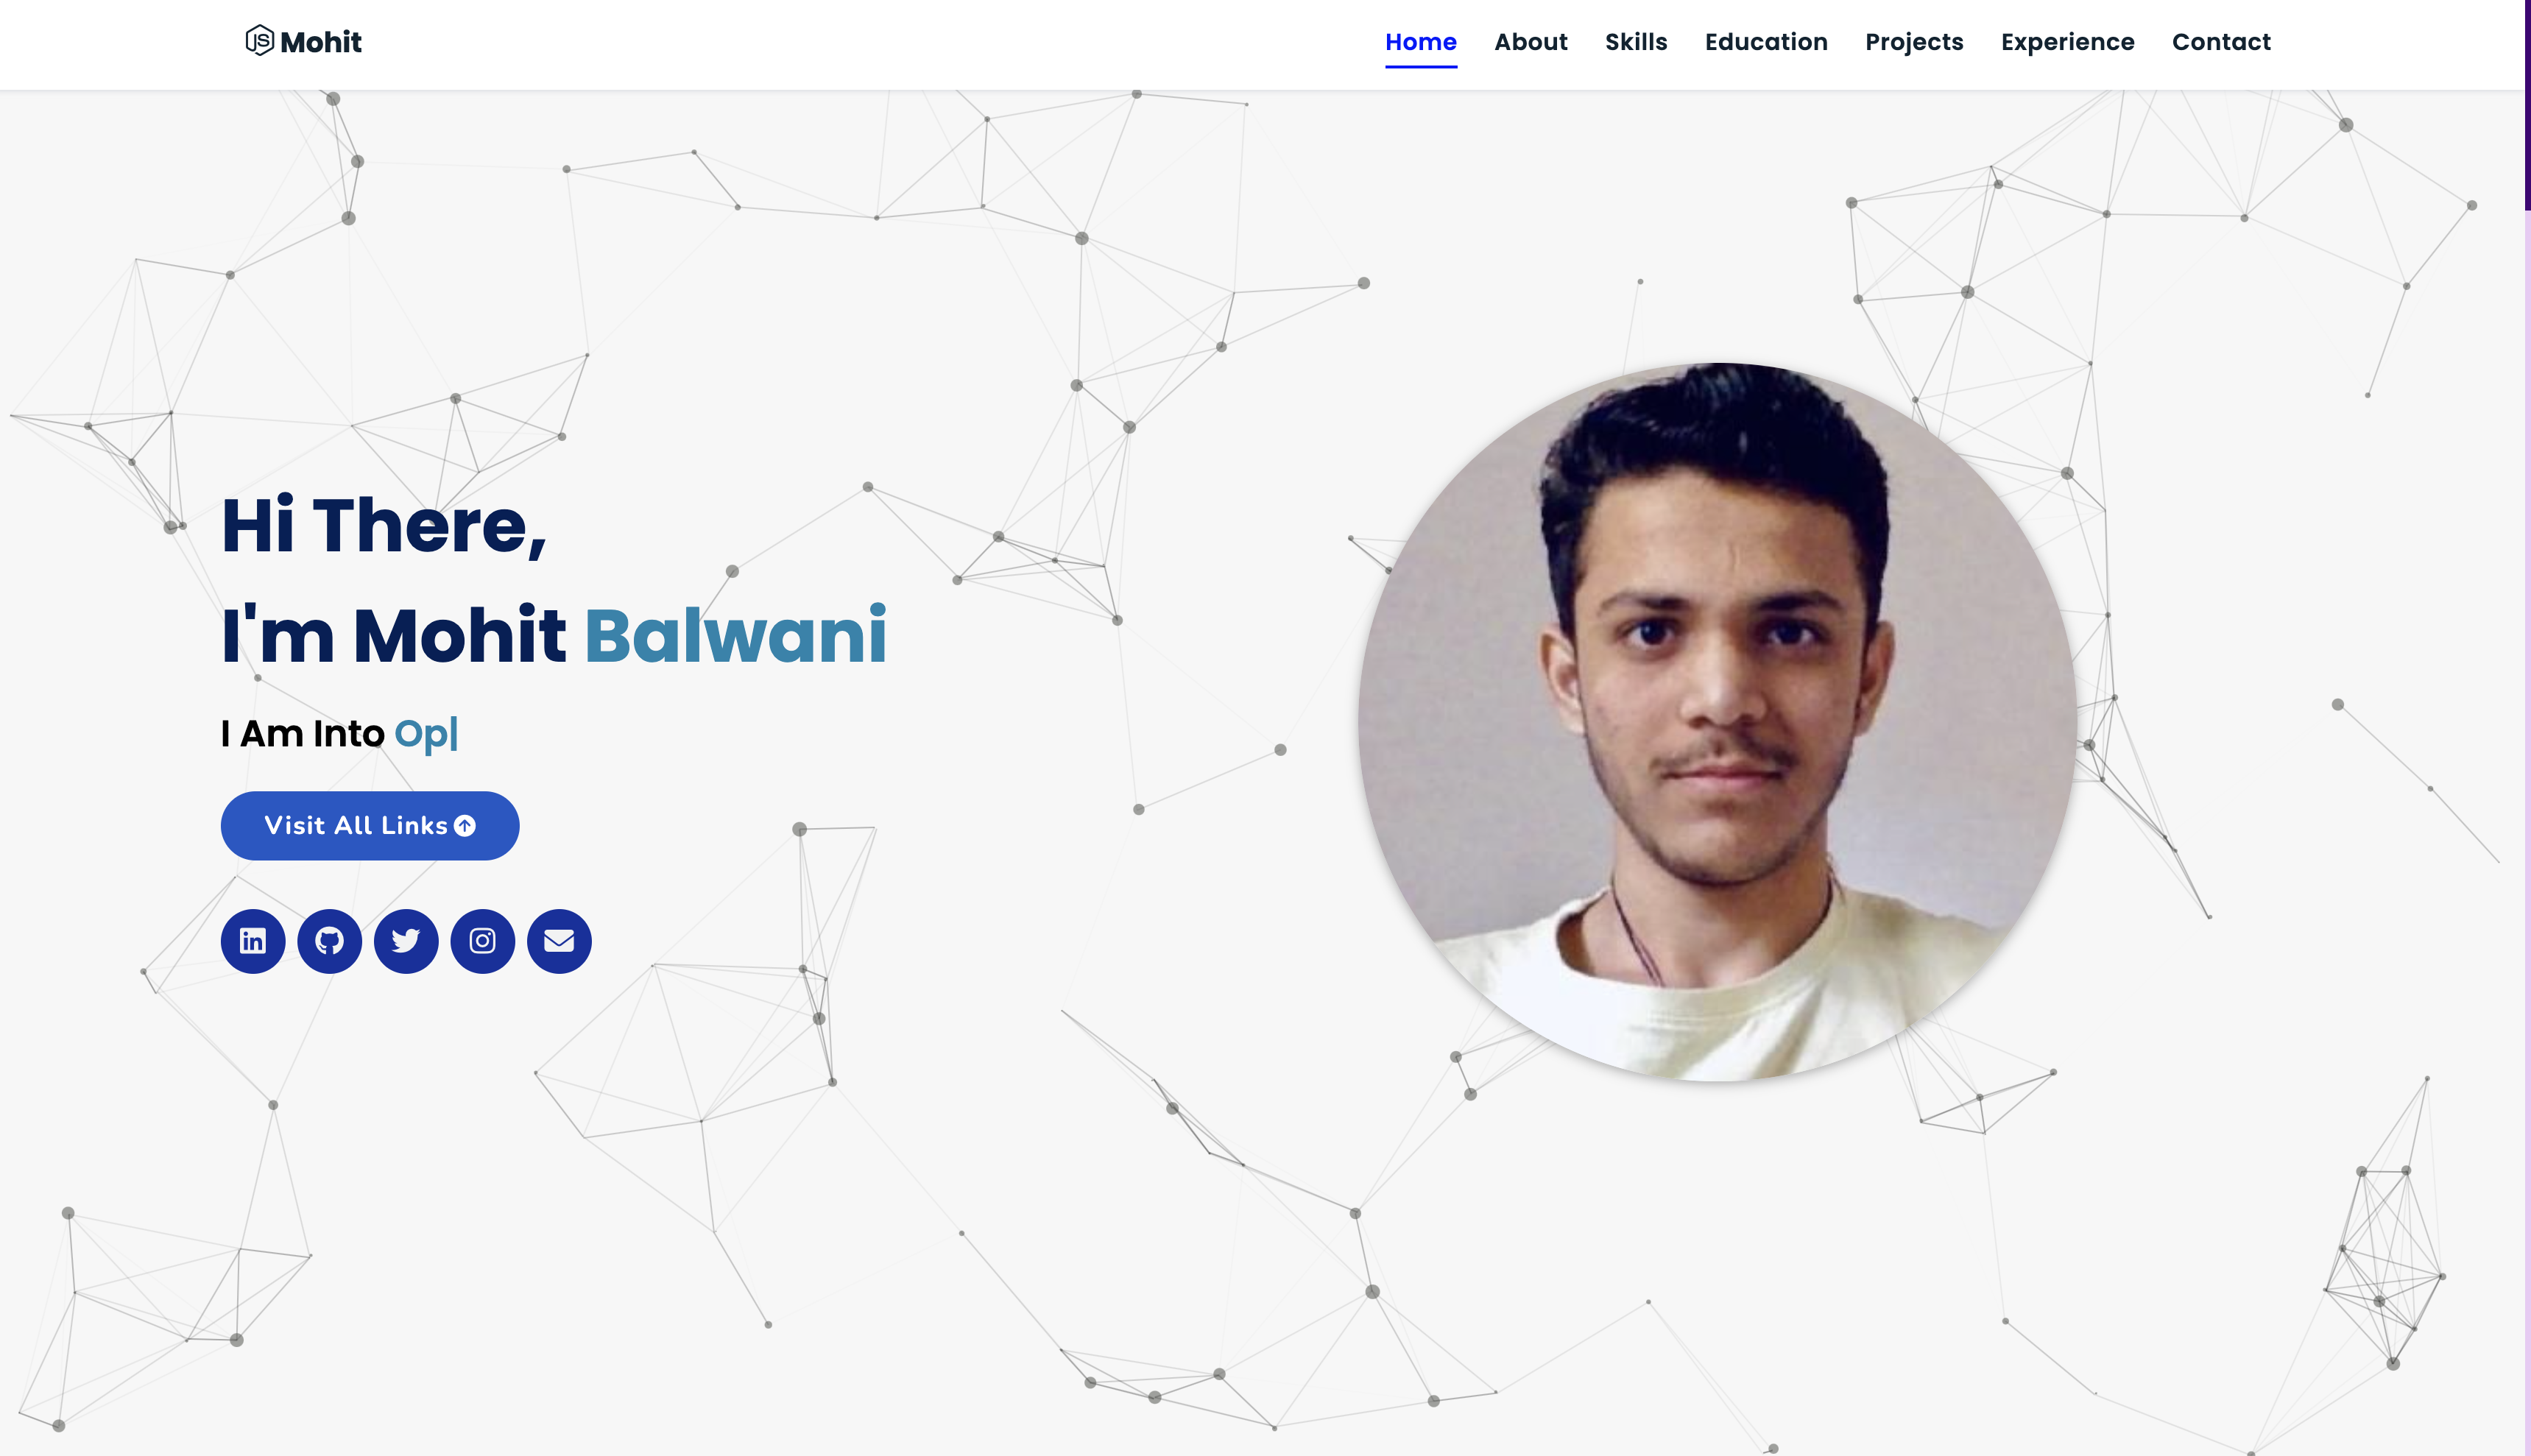 Mohit
Home About Skills Education Projects Experience Contact
Hi There,
I'm Mohit Balwani
I Am Into Op|
Visit All Links